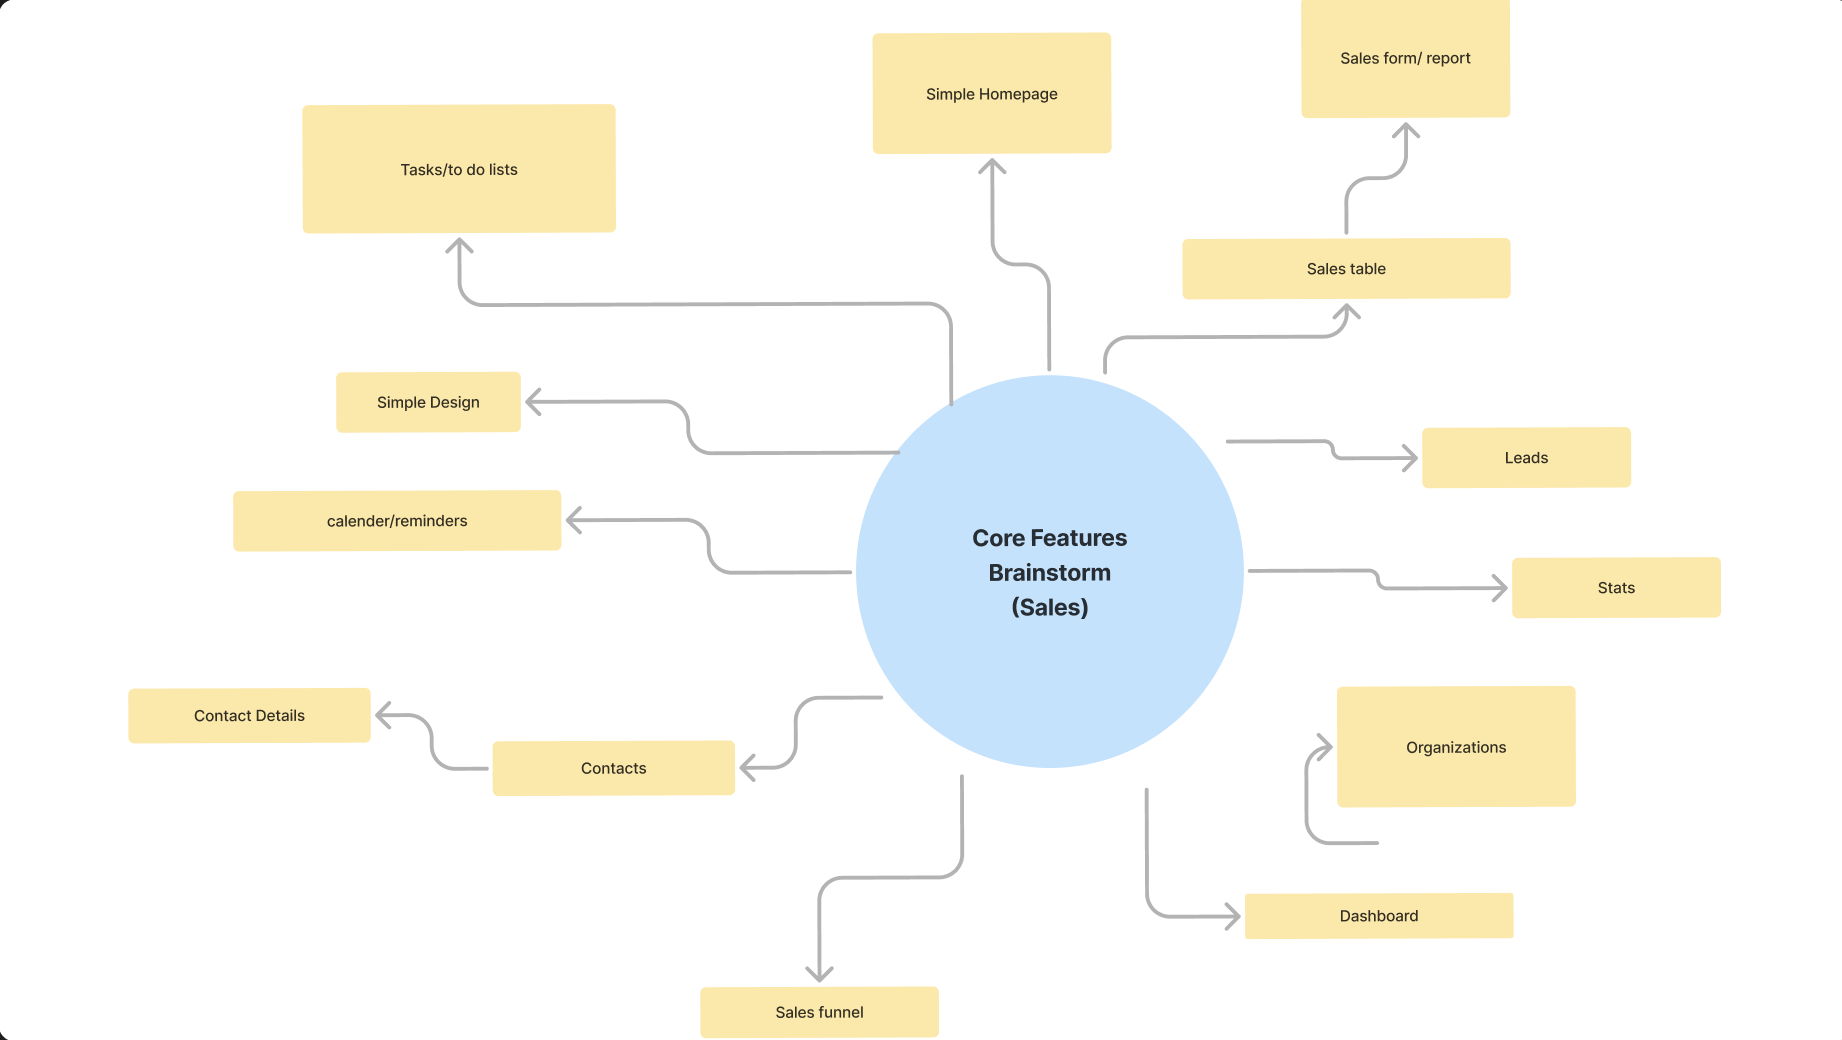 Sales form/ report
Simple Homepage
Tasks/to do lists
Sales table
Simple Design
Leads
calender/reminders
Core Features
Brainstorm
(Sales)
Stats
Contact Details
Organizations
Contacts
Dashboard
Sales funnel